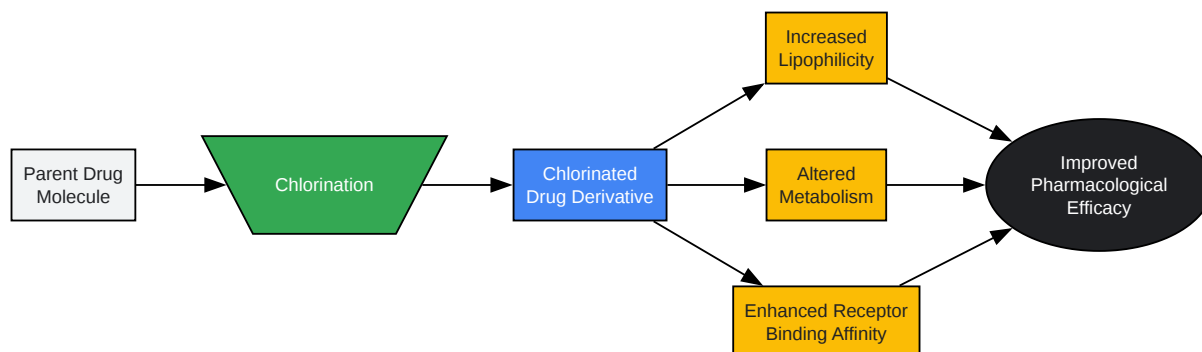 Parent Drug
Molecule
Chlorination
Chlorinated
Drug Derivative
Increased
Lipophilicity
Altered
Metabolism
Enhanced Receptor
Binding Affinity
Improved
Pharmacological
Efficacy